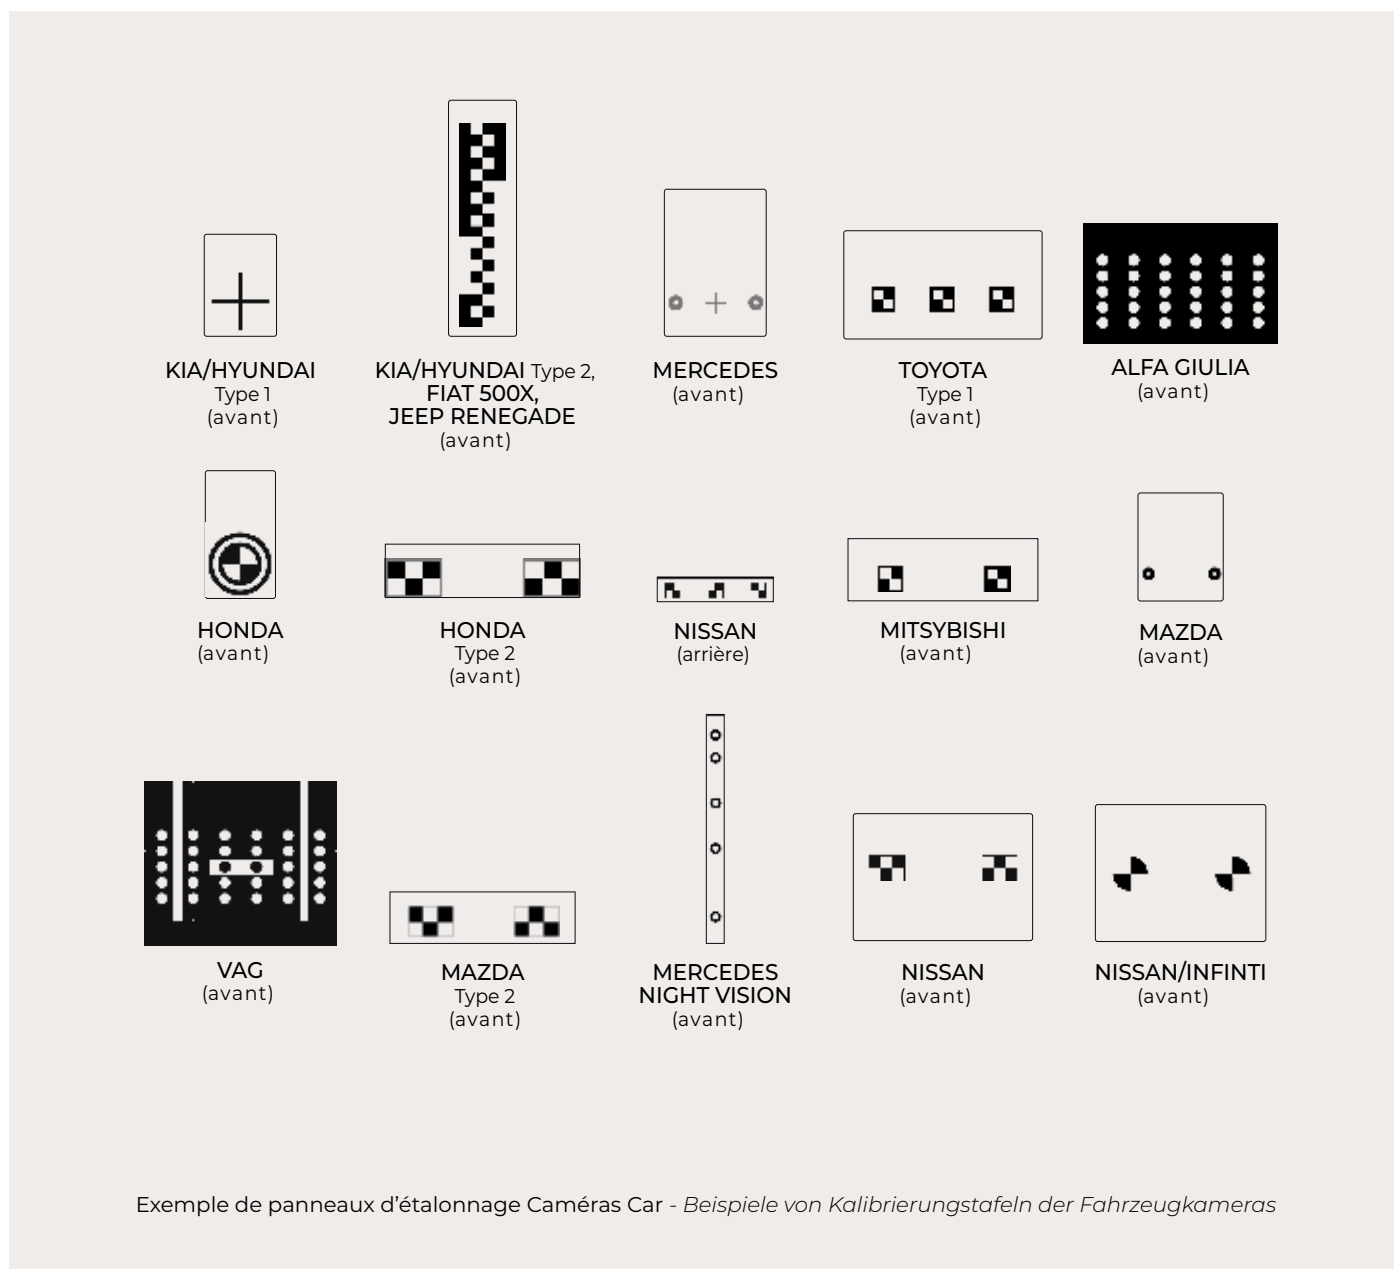 KIA/HYUNDAI
Type 1
(avant)
KIA/HYUNDAI Type 2,
FIAT 500X,
JEEP RENEGADE
(avant)
MERCEDES
(avant)
TOYOTA
Type 1
(avant)
ALFA GIULIA
(avant)
HONDA
(avant)
HONDA
Type 2
(avant)
NISSAN
(arrière)
MITSYBISHI
(avant)
MAZDA
(avant)
VAG
(avant)
MAZDA
Type 2
(avant)
MERCEDES
NIGHT VISION
(avant)
NISSAN
(avant)
NISSAN/INFINTI
(avant)
Exemple de panneaux d’étalonnage Caméras Car - Beispiele von Kalibrierungstafeln der Fahrzeugkameras